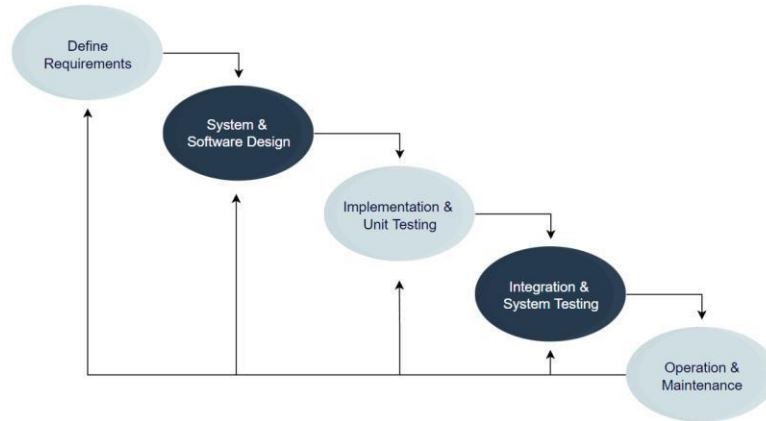 Define
Requirements
System &
Software Design
Implementation &
Unit Testing
Integration &
System Testing
Operation &
Maintenance